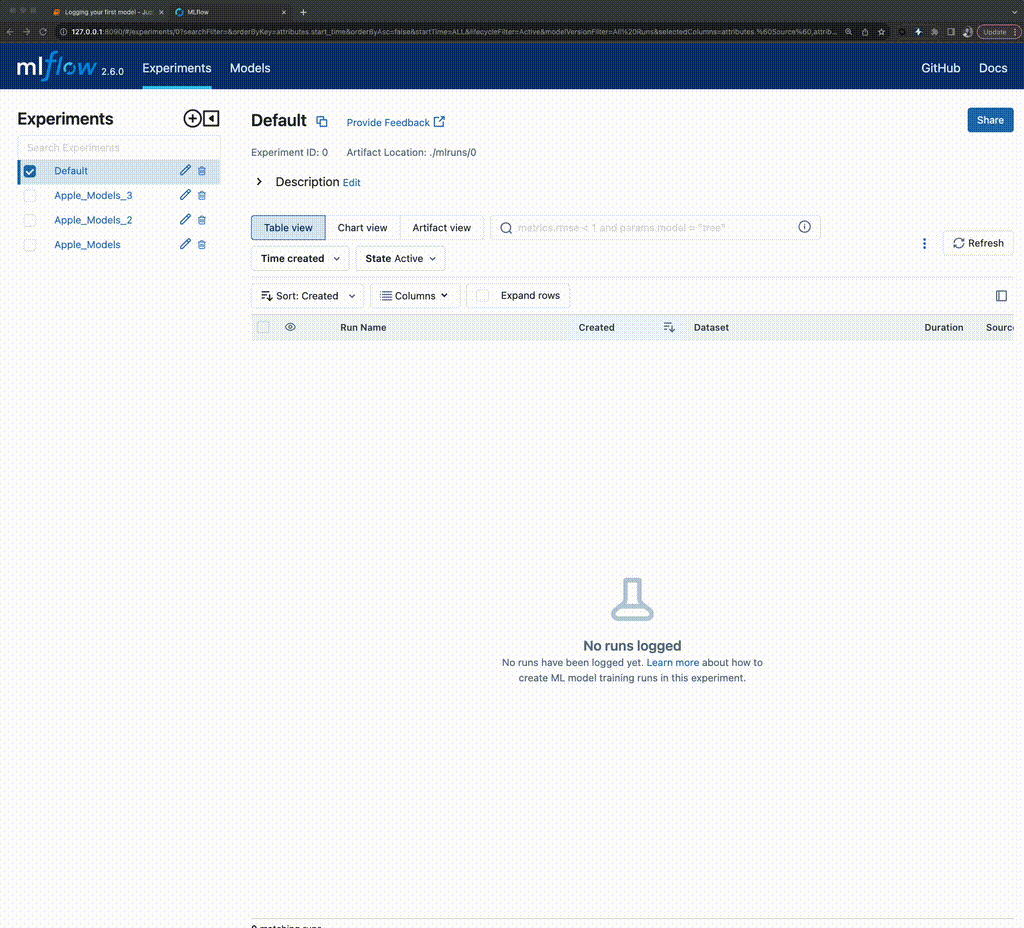 Logging your first model - Ju
MLflow
127.0.0.1:8090/#/experiments/0?searchFilter=&orderByKey=attributes.start_time&orderByAsc=false&startTime=ALL&lifecycleFilter=Active&modelVersionFilter=All%20Runs&selectedColumns=attributes.%60Source%60,attrib...
Update
mlflow 2.6.0
Experiments
Models
GitHub
Docs
Experiments
Search Experiments
Default
Apple_Models_3
Apple_Models_2
Apple_Models
Default
Provide Feedback
Share
Experiment ID: 0
Artifact Location: ./mlruns/0
Description Edit
Table view
Chart view
Artifact view
metrics.rmse < 1 and params.model = "tree"
Refresh
Time created
State Active
Sort: Created
Columns
Expand rows
Run Name
Created
Dataset
Duration
Sourc
No runs logged
No runs have been logged yet. Learn more about how to
create ML model training runs in this experiment.
0 matching runs